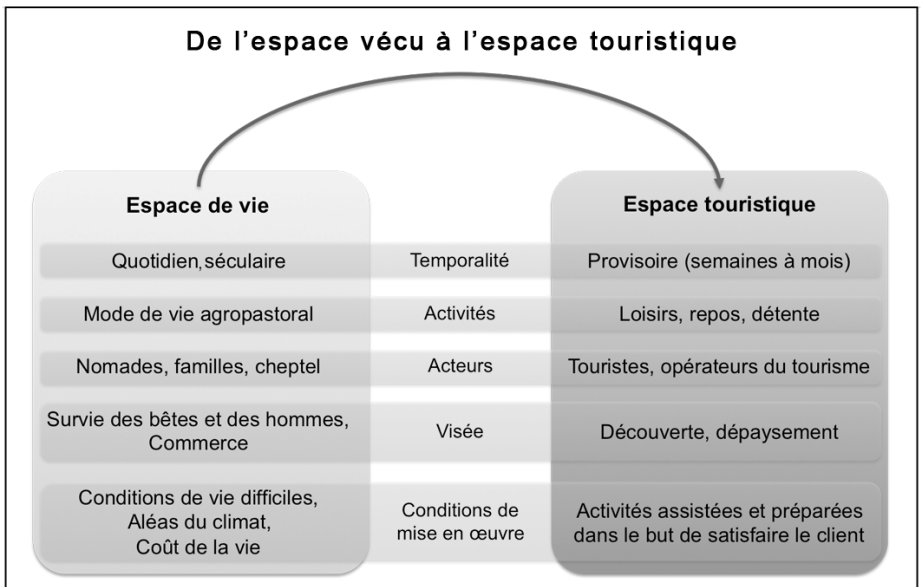 De l’espace vécu à l’espace touristique
Espace de vie
Espace touristique
Quotidien, séculaire
Temporalité
Provisoire (semaines à mois)
Mode de vie agropastoral
Activités
Loisirs, repos, détente
Nomades, familles, cheptel
Acteurs
Touristes, opérateurs du tourisme
Survie des bêtes et des hommes,
Commerce
Visée
Découverte, dépaysement
Conditions de vie difficiles,
Aléas du climat,
Coût de la vie
Conditions de
mise en œuvre
Activités assistées et préparées
dans le but de satisfaire le client